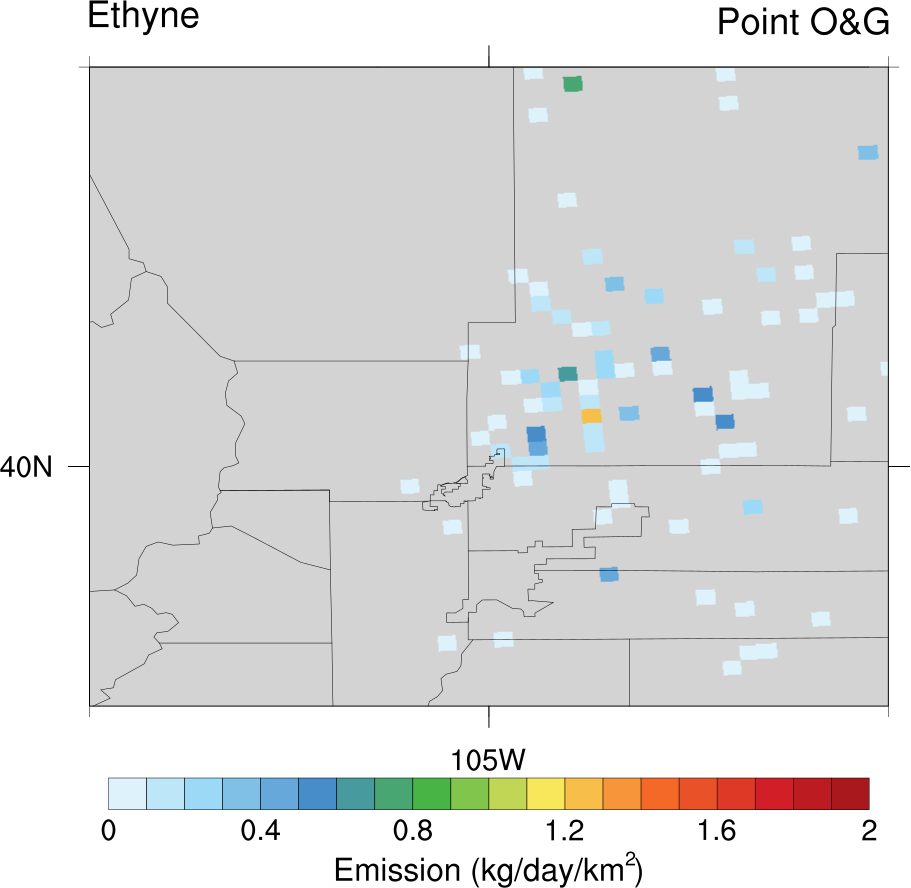 Ethyne
Point O&G
40N
105W
0 0.4 0.8 1.2 1.6 2
Emission (kg/day/km²)